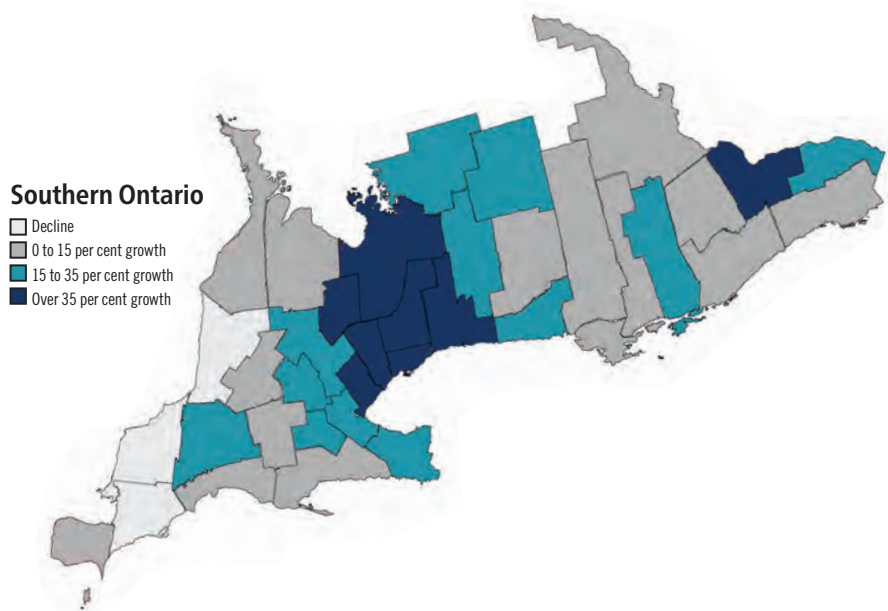 Southern Ontario
Decline
0 to 15 per cent growth
15 to 35 per cent growth
Over 35 per cent growth